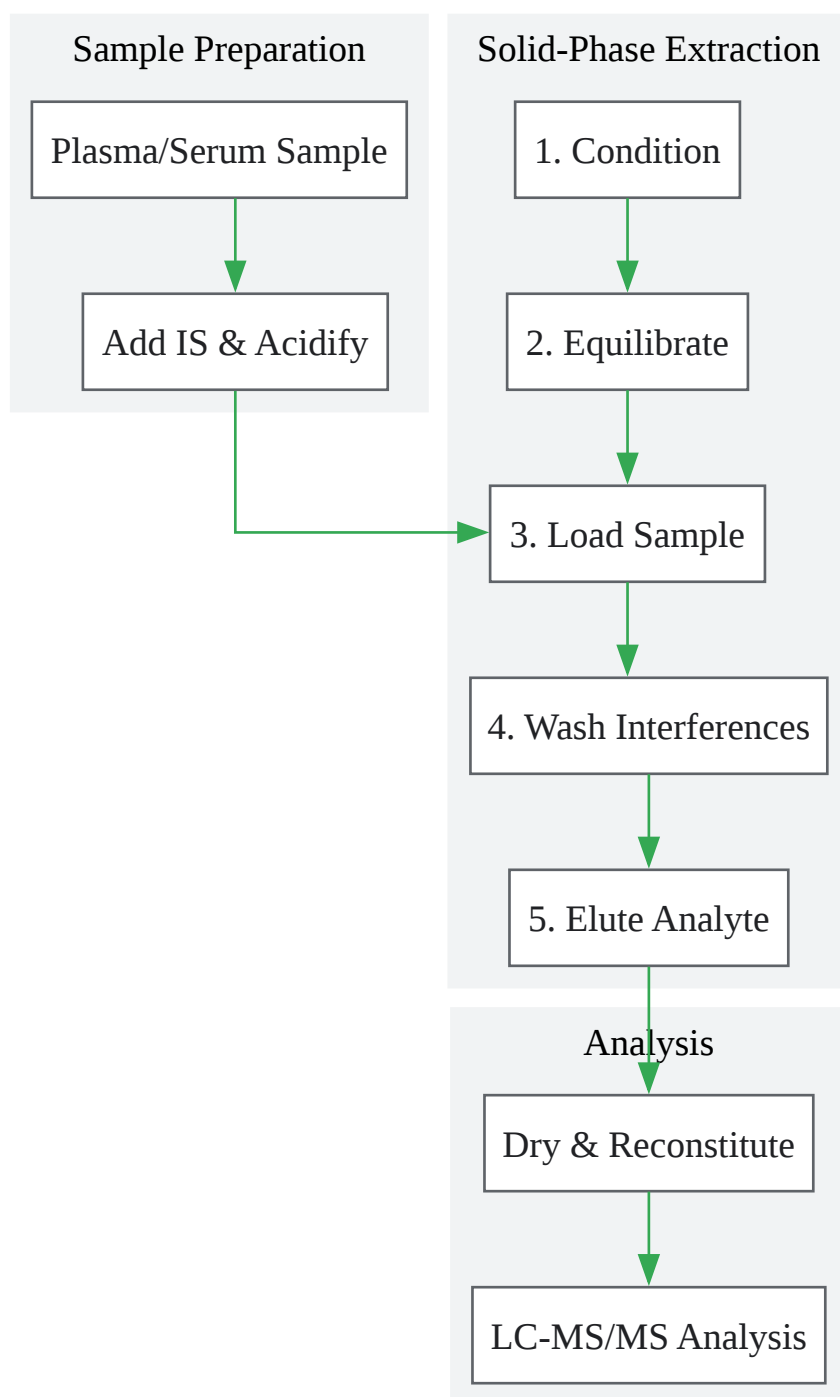 Sample Preparation
Plasma/Serum Sample
Add IS & Acidify
Solid-Phase Extraction
1. Condition
2. Equilibrate
3. Load Sample
4. Wash Interferences
5. Elute Analyte
Analysis
Dry & Reconstitute
LC-MS/MS Analysis